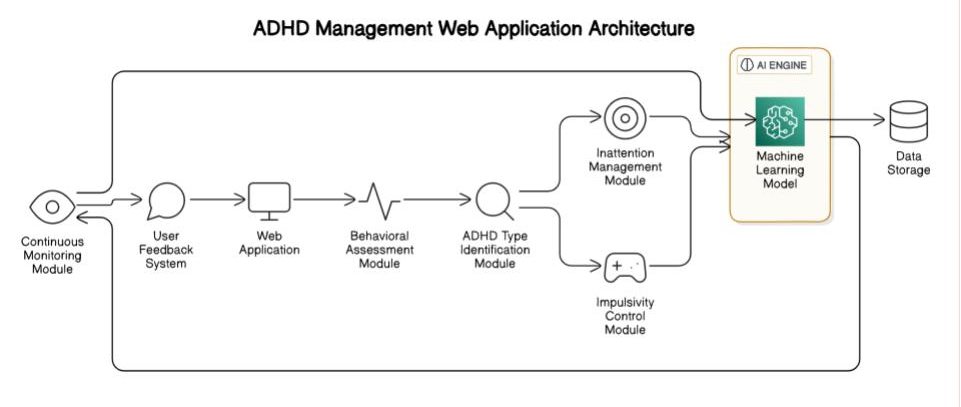 ADHD Management Web Application Architecture
AI ENGINE
Machine
Learning
Model
Data
Storage
Inattention
Management
Module
Continuous
Monitoring
Module
User
Feedback
System
Web
Application
Behavioral
Assessment
Module
ADHD Type
Identification
Module
Impulsivity
Control
Module